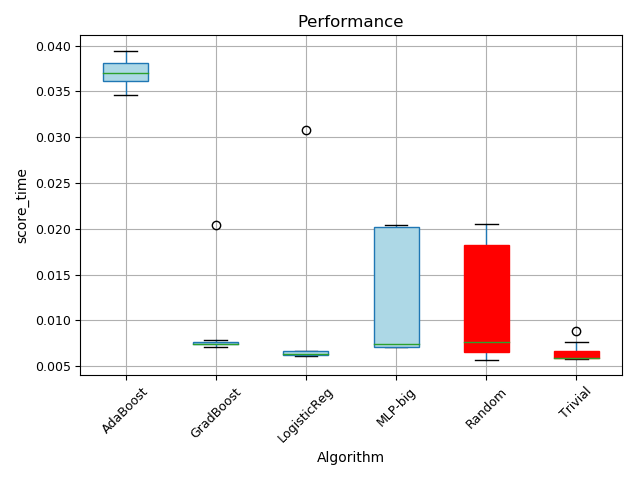 Performance
score_time
0.040
0.035
0.030
0.025
0.020
0.015
0.010
0.005
AdaBoost
GradBoost
LogisticReg
MLP-big
Random
Trivial
Algorithm